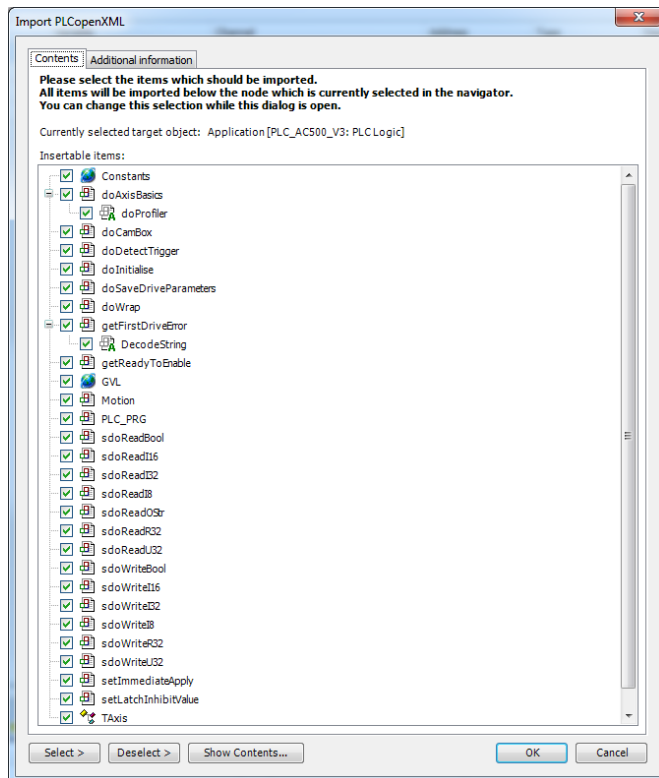 Import PLCopenXML
Contents
Additional information
Please select the items which should be imported.
All items will be imported below the node which is currently selected in the navigator.
You can change this selection while this dialog is open.
Currently selected target object: Application [PLC_AC500_V3: PLC Logic]
Insertable items:
Constants
doAxisBasics
doProfiler
doCamBox
doDetectTrigger
doInitialise
doSaveDriveParameters
doWrap
getFirstDriveError
DecodeString
getReadyToEnable
GVL
Motion
PLC_PRG
sdoReadBool
sdoReadI16
sdoReadI32
sdoReadI8
sdoReadOStr
sdoReadR32
sdoReadU32
sdoWriteBool
sdoWriteI16
sdoWriteI32
sdoWriteI8
sdoWriteR32
sdoWriteU32
setImmediateApply
setLatchInhibitValue
TAxis
Select >
Deselect >
Show Contents...
OK
Cancel